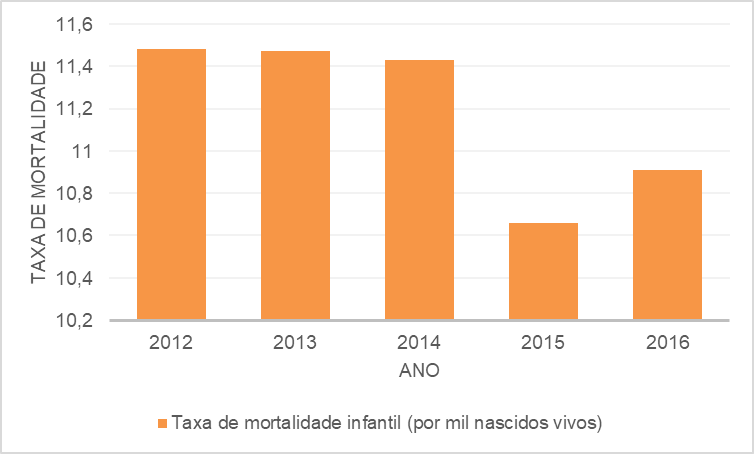 TAXA DE MORTALIDADE
11,6
11,4
11,2
11
10,8
10,6
10,4
10,2
2012 2013 2014 2015 2016
ANO
Taxa de mortalidade infantil (por mil nascidos vivos)